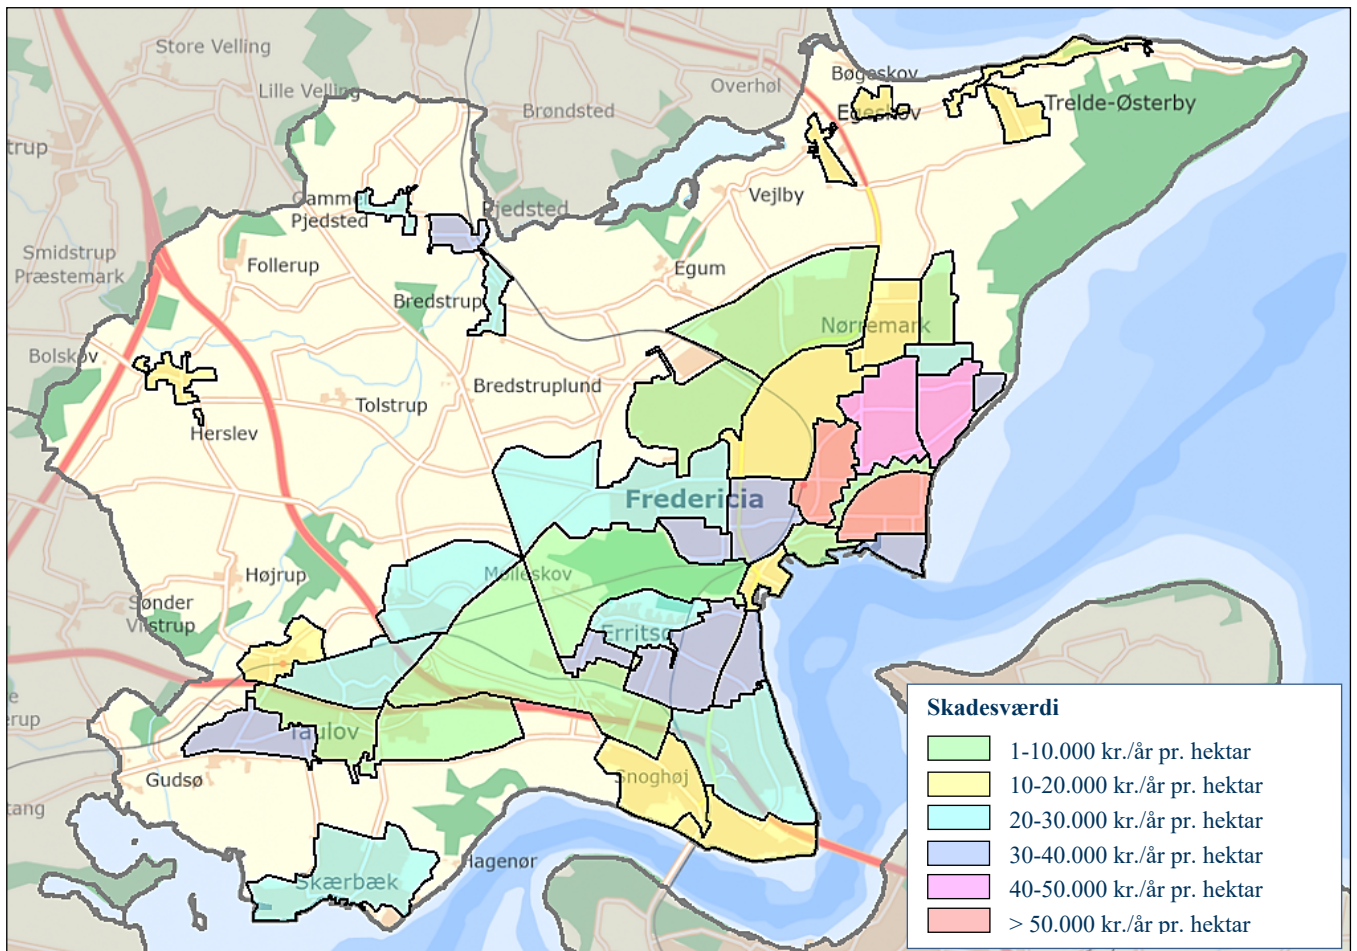 Store Velling
Lille Velling
Brøndsted
Overhøl
Bøgeskov
Egeskov
Trelde-Østerby
trup
Gamme
Pjedsted
Pjedsted
Vejlby
Smidstrup
Præstemark
Follerup
Egum
Bredstrup
Nørremark
Bolskov
Bredstruplund
Tolstrup
Herslev
Fredericia
Højrup
Mølleskov
Sønder
Vilstrup
Erritsø
e
erup
Taulov
Gudsø
Snoghøj
tang
Hagenør
Skærbæk
Skadesværdi
1-10.000 kr./år pr. hektar
10-20.000 kr./år pr. hektar
20-30.000 kr./år pr. hektar
30-40.000 kr./år pr. hektar
40-50.000 kr./år pr. hektar
> 50.000 kr./år pr. hektar